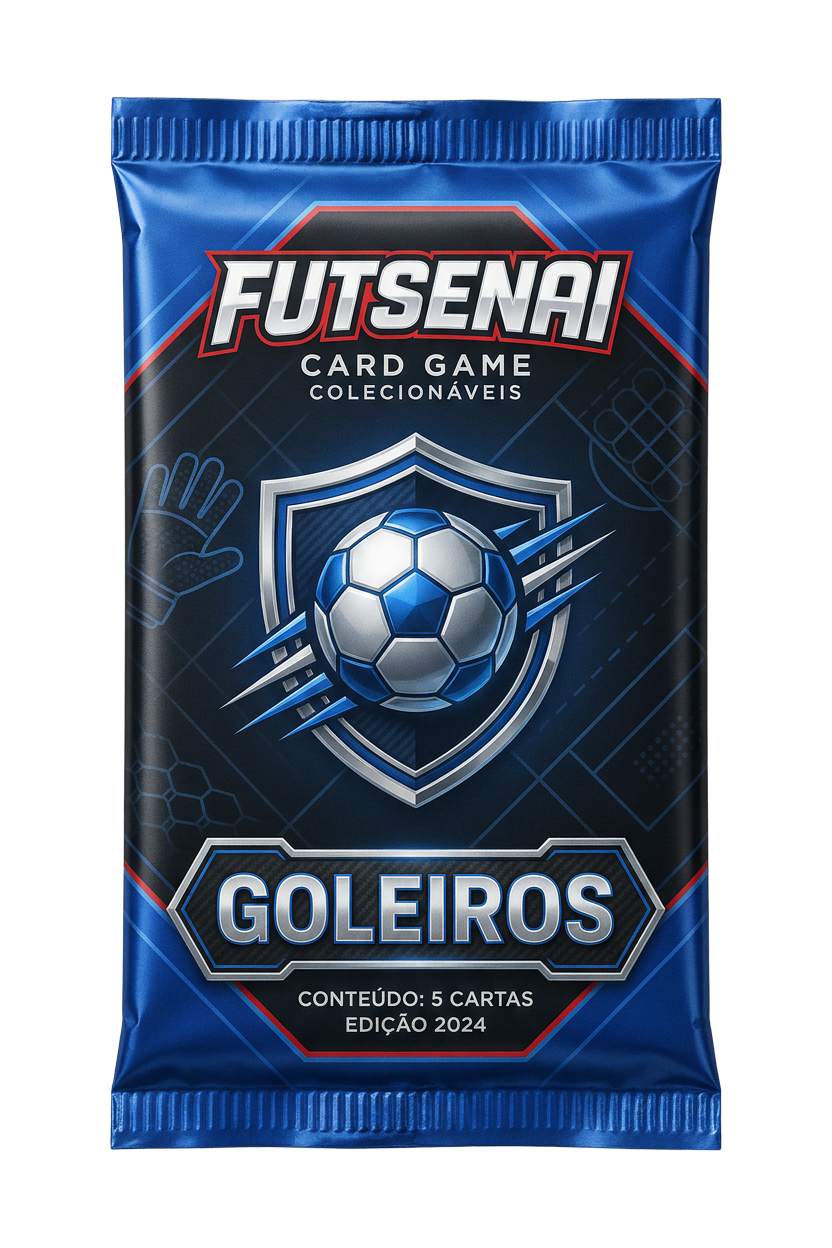 FUTSENAI
CARD GAME
COLECIONÁVEIS
GOLEIROS
CONTEÚDO: 5 CARTAS
EDIÇÃO 2024